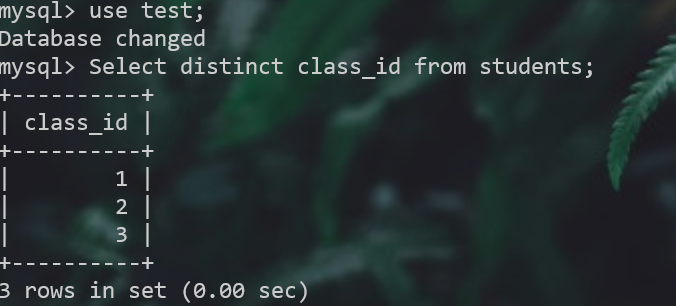 mysql> use test;
Database changed
mysql> Select distinct class_id from students;
+----------+
| class_id |
+----------+
|        1 |
|        2 |
|        3 |
+----------+
3 rows in set (0.00 sec)